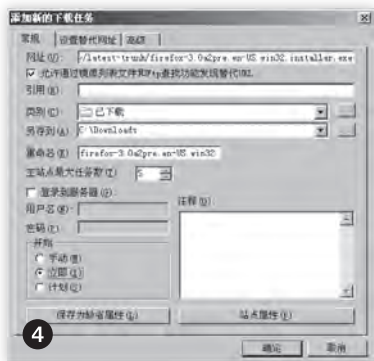 添加新的下载任务
常规 设置替代网址 高级
网址(U): /latest-trunk/firefox-3.0a2pre.en-US.win32.installer.exe
允许通过镜像列表文件和Ftp查找功能发现替代URL
引用(R)
类别(C): 已下载
另存到(A) C:\Downloads
重命名(E) firefox-3.0a2pre.en-US.win32
主站点最大任务数(T) 5
登录到服务器(G):
用户名(N):
密码(P):
注释(O)
开始
手动(M)
立即(I)
计划(L)
保存为缺省属性
站点属性
确定 取消
4